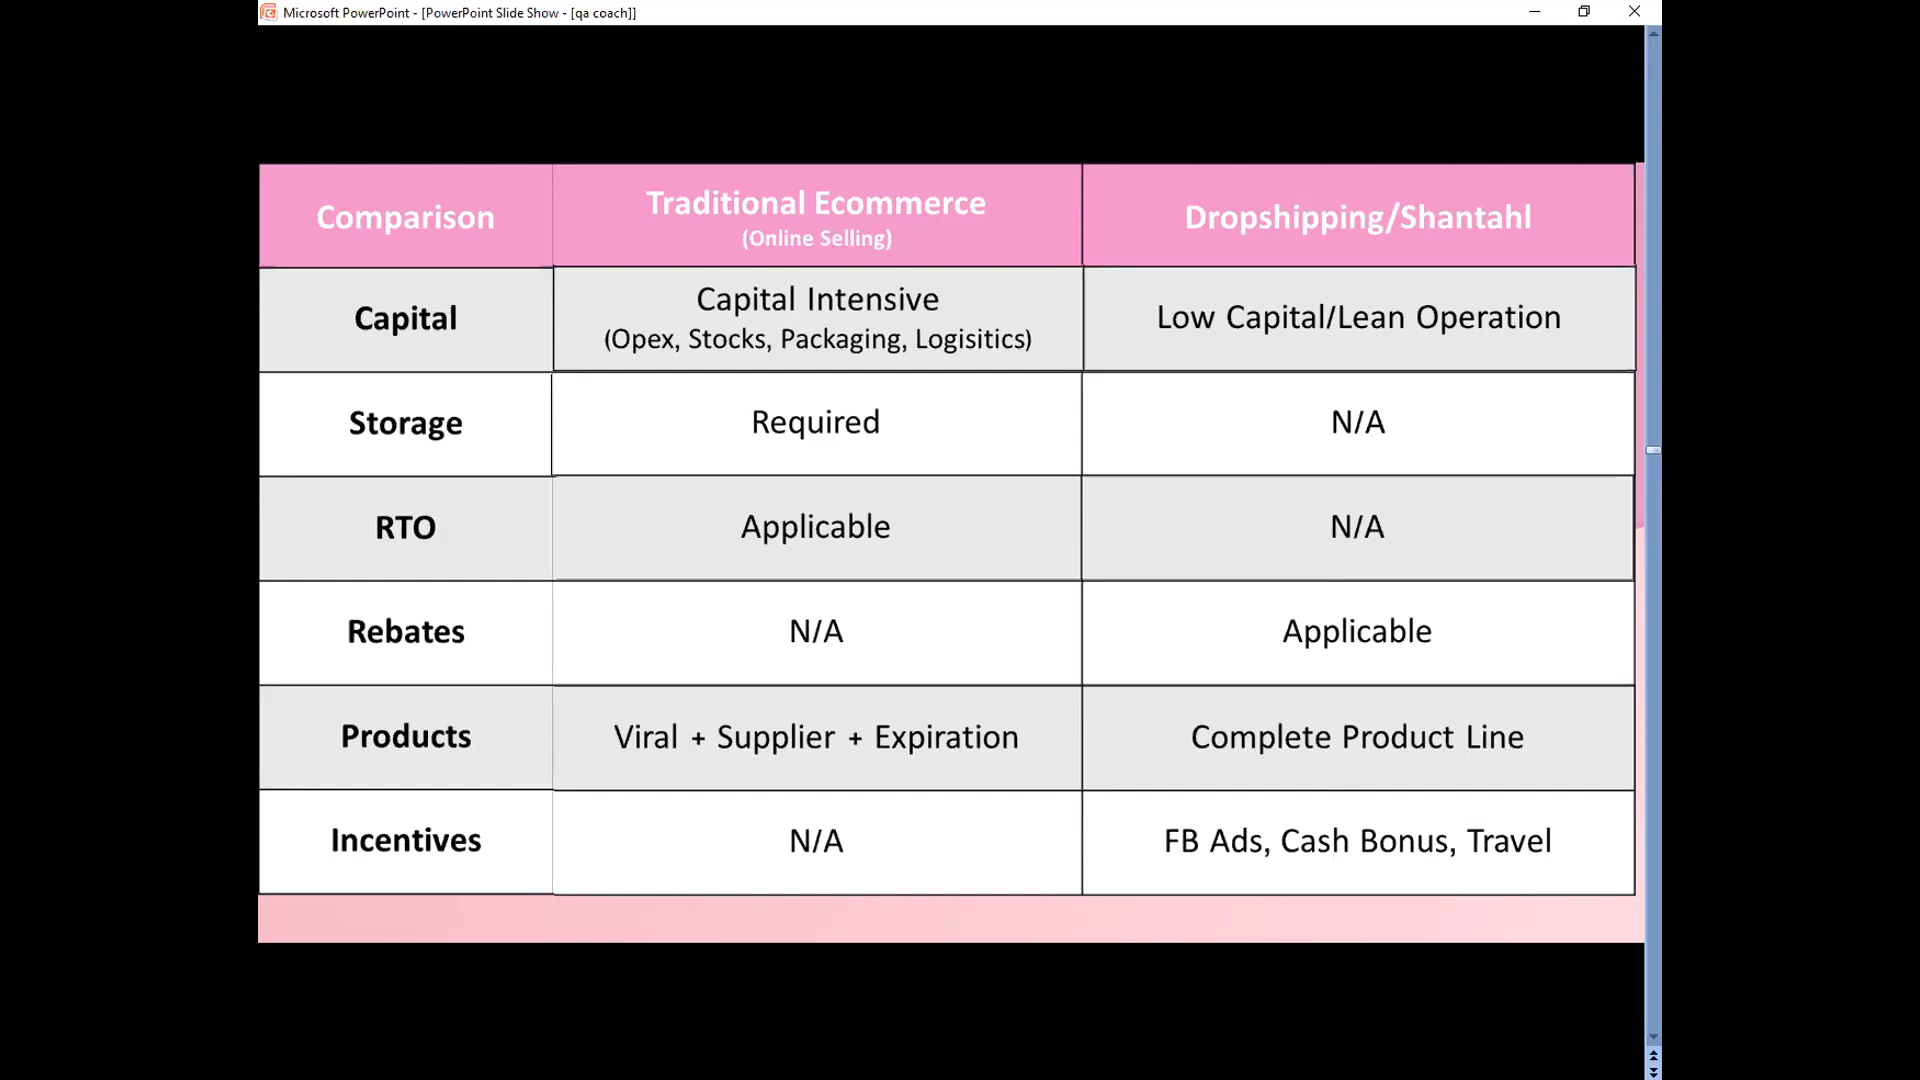 Microsoft PowerPoint - [PowerPoint Slide Show - [qa coach]]
Comparison
Traditional Ecommerce
(Online Selling)
Dropshipping/Shantahl
Capital
Capital Intensive
(Opex, Stocks, Packaging, Logisitics)
Low Capital/Lean Operation
Storage
Required
N/A
RTO
Applicable
N/A
Rebates
N/A
Applicable
Products
Viral + Supplier + Expiration
Complete Product Line
Incentives
N/A
FB Ads, Cash Bonus, Travel